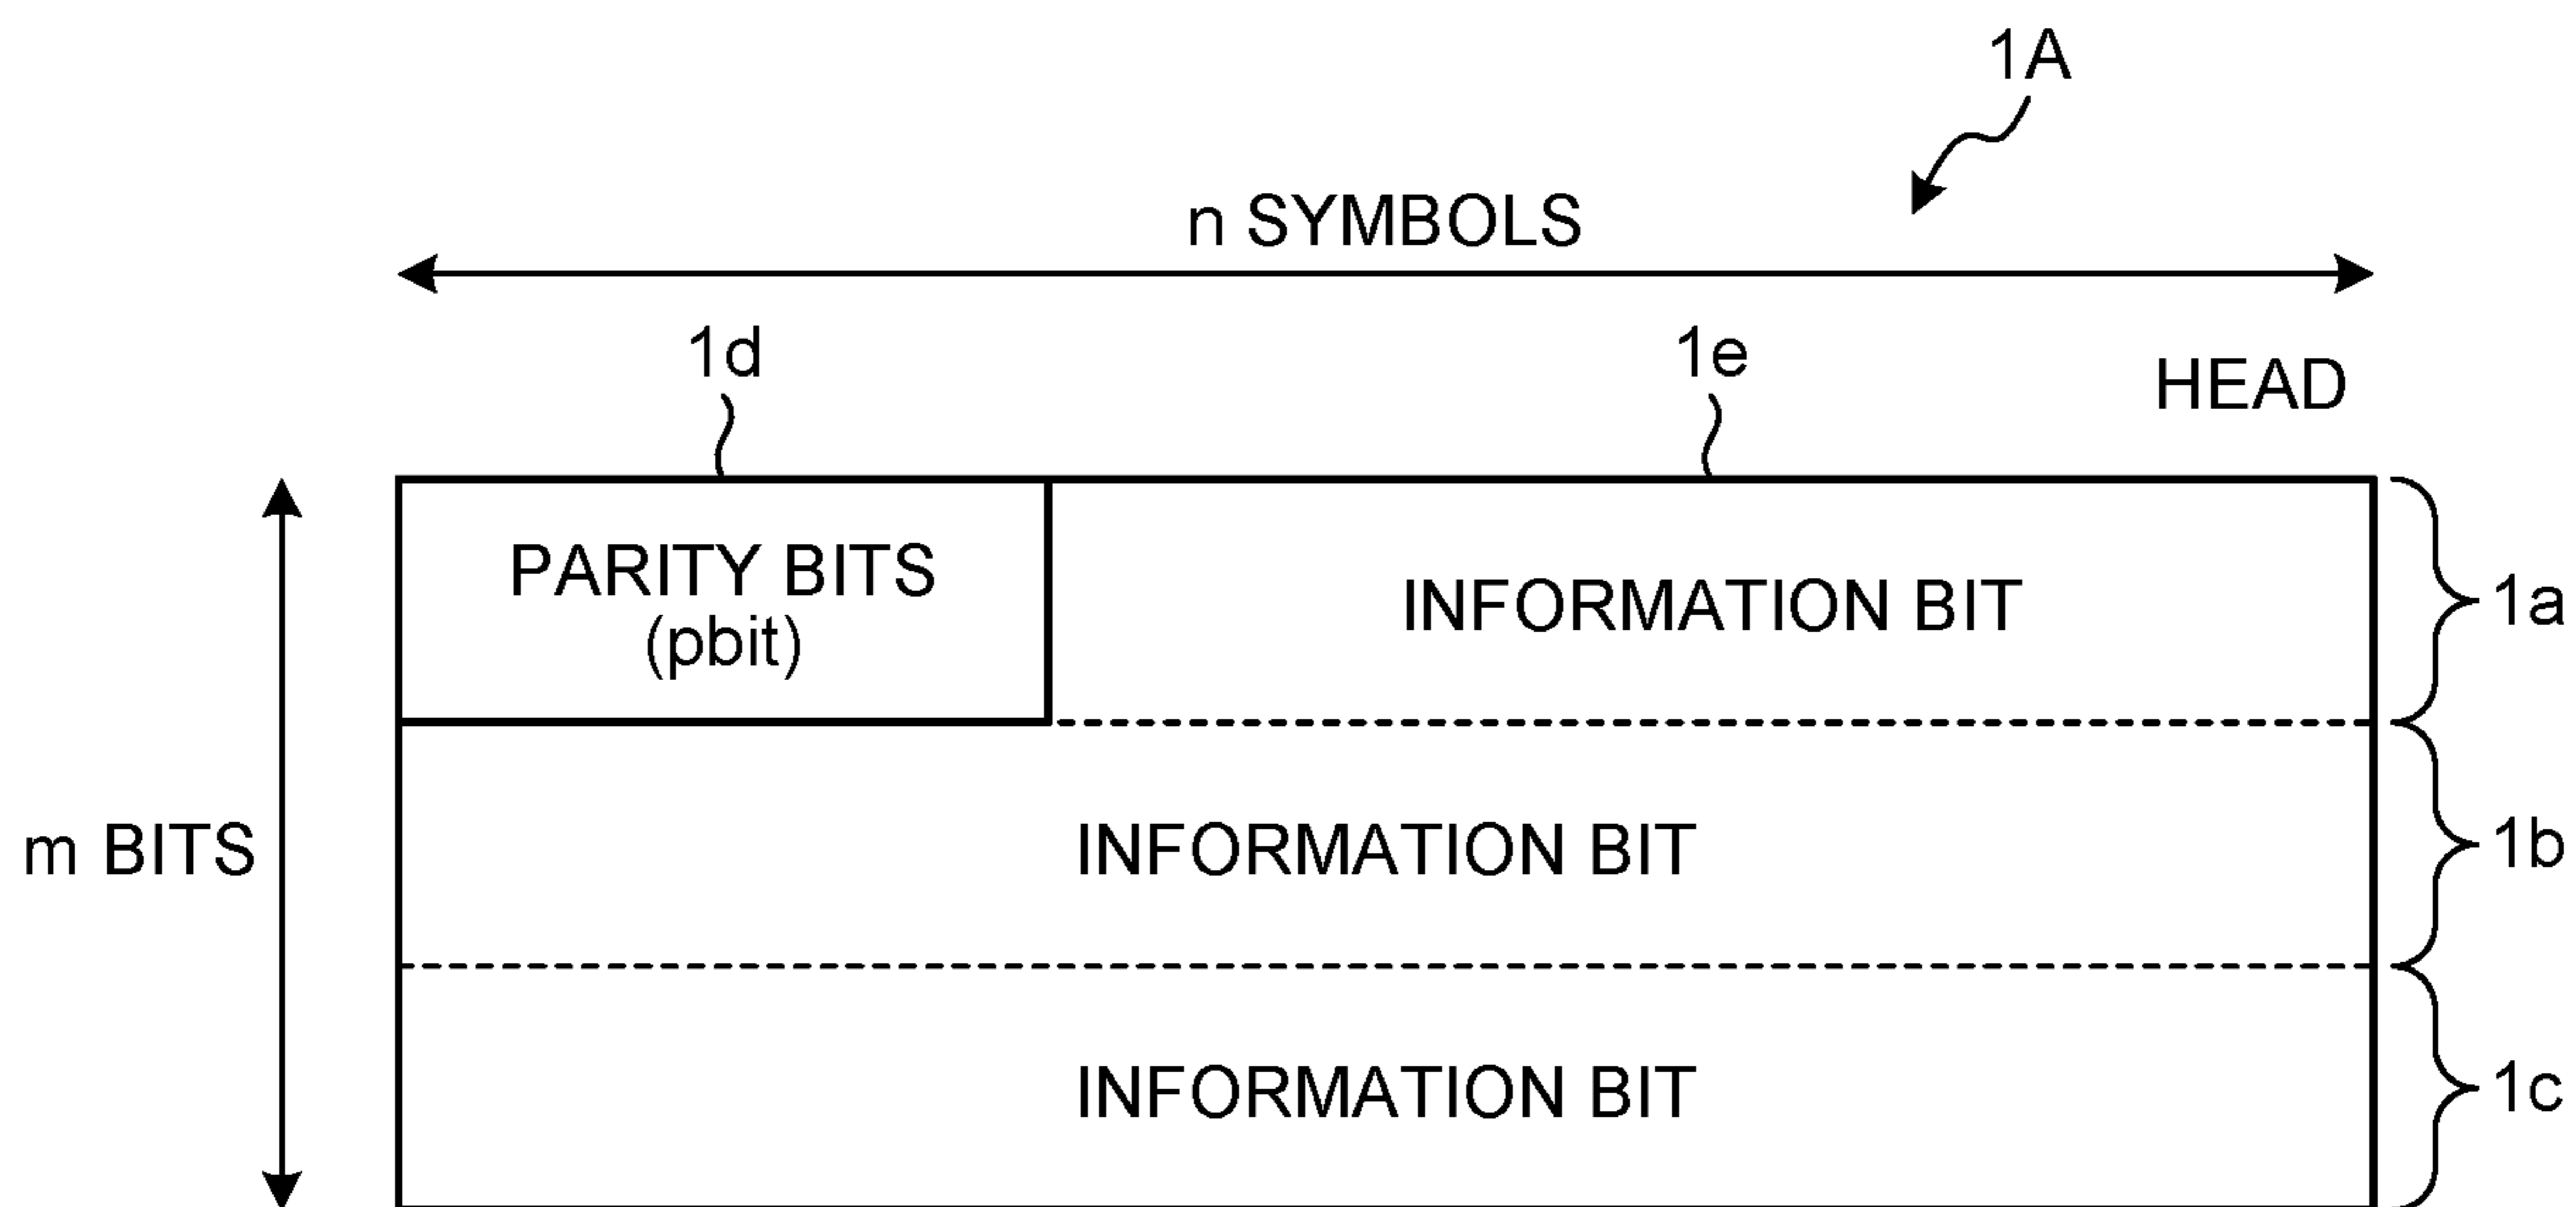 1A
n SYMBOLS
1d
1e
HEAD
PARITY BITS
(pbit)
INFORMATION BIT
1a
m BITS
INFORMATION BIT
1b
INFORMATION BIT
1c